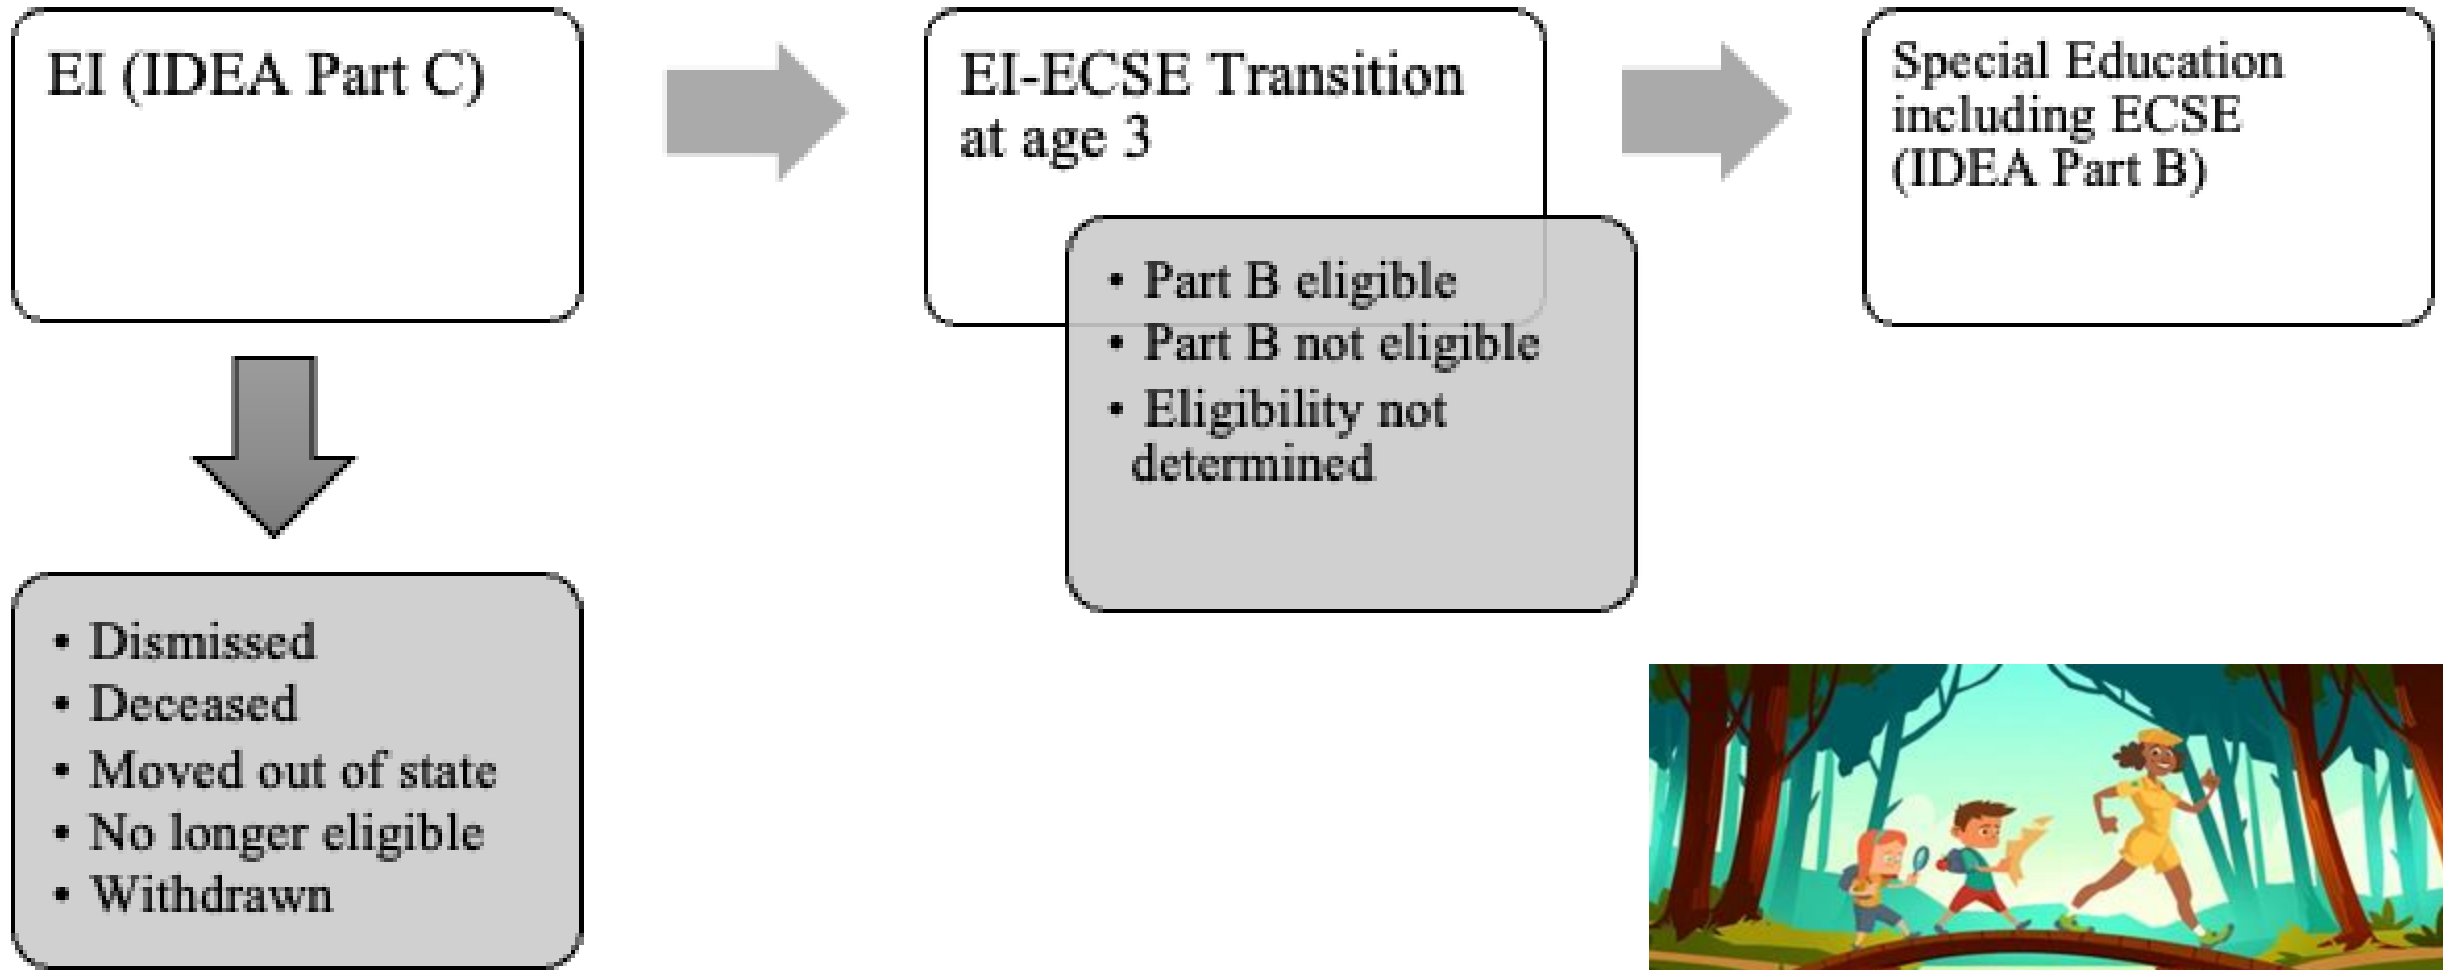 EI (IDEA Part C)
• Dismissed
• Deceased
• Moved out of state
• No longer eligible
• Withdrawn
EI-ECSE Transition
at age 3
• Part B eligible
• Part B not eligible
• Eligibility not
determined
Special Education
including ECSE
(IDEA Part B)